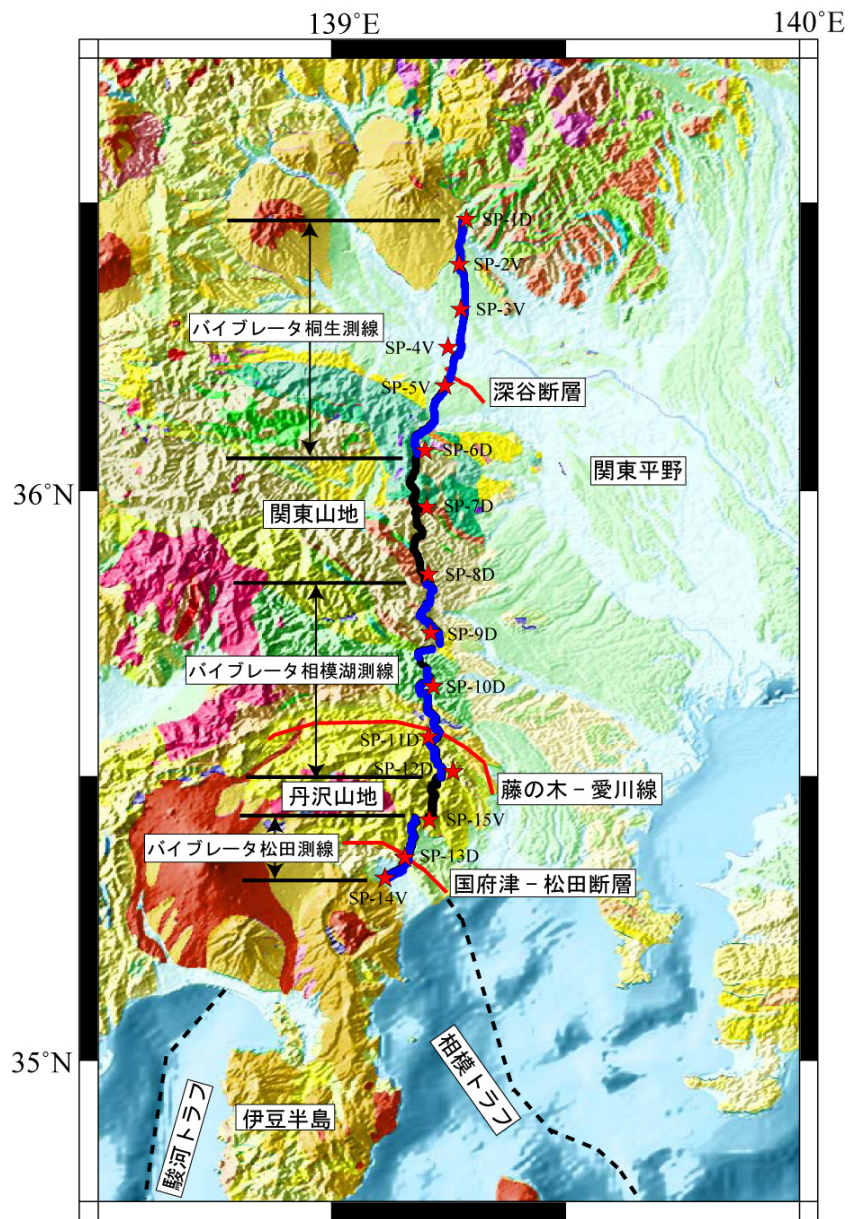 139°E
140°E
SP-1D
SP-2V
SP-3V
バイブレータ桐生測線
SP-4V
SP-5V
深谷断層
SP-6D
関東平野
36°N
SP-7D
関東山地
SP-8D
SP-9D
バイブレータ相模湖測線
SP-10D
SP-11D
SP-12D
藤の木－愛川線
丹沢山地
SP-15V
バイブレータ松田測線
SP-13D
国府津－松田断層
SP-14V
35°N
相模トラフ
駿河トラフ
伊豆半島